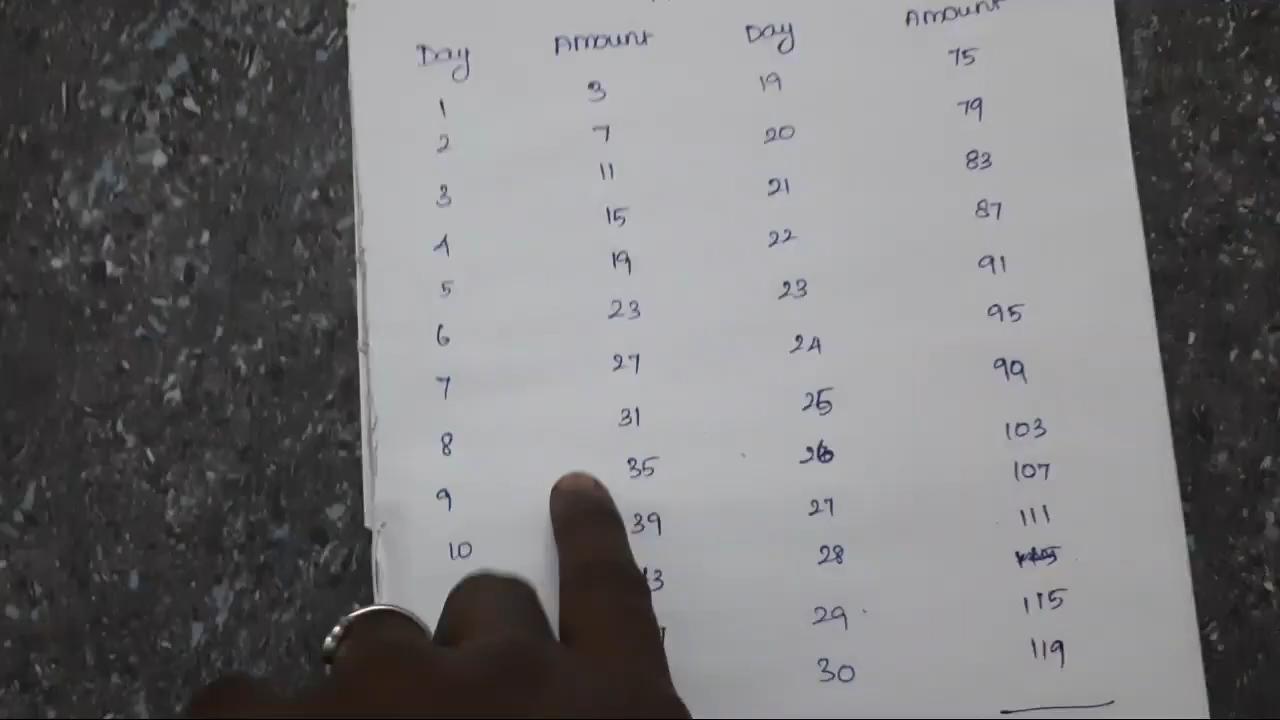 Day Amount Day Amount
1 3 19 75
2 7 20 79
3 11 21 83
4 15 22 87
5 19 23 91
6 23 24 95
7 27 25 99
8 31 26 103
9 35 27 107
10 39 28 111
29 115
30 119